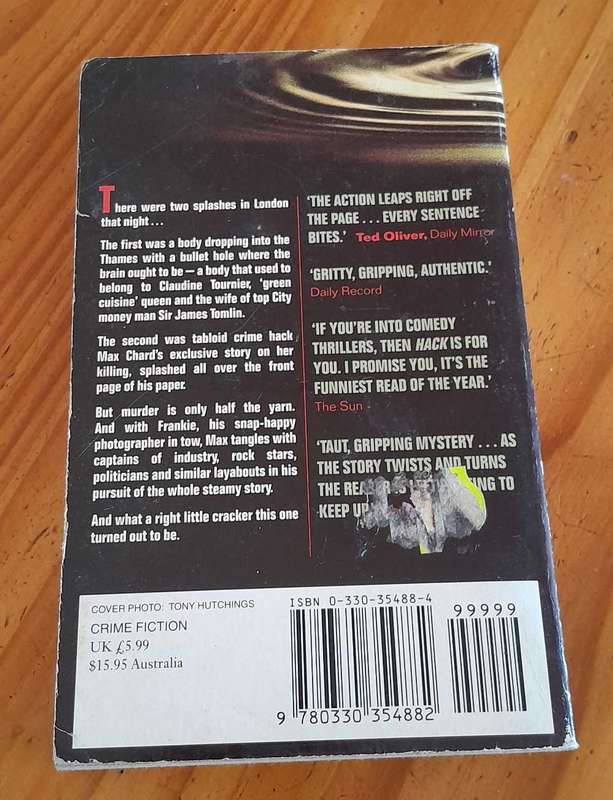 There were two splashes in London
that night...
The first was a body dropping into the
Thames with a bullet hole where the
brain ought to be – a body that used to
belong to Claudine Tournier, 'green
cuisine' queen and the wife of top City
money man Sir James Tomlin.
The second was tabloid crime hack
Max Chard's exclusive story on her
killing, splashed all over the front
page of his paper.
But murder is only half the yarn.
And with Frankie, his snap-happy
photographer in tow, Max tangles with
captains of industry, rock stars,
politicians and similar layabouts in his
pursuit of the whole steamy story.
And what a right little cracker this one
turned out to be.
'THE ACTION LEAPS RIGHT OFF
THE PAGE... EVERY SENTENCE
BITES.' Ted Oliver, Daily Mirror
'GRITTY, GRIPPING, AUTHENTIC.'
Daily Record
'IF YOU'RE INTO COMEDY
THRILLERS, THEN HACK IS FOR
YOU. I PROMISE YOU, IT'S THE
FUNNIEST READ OF THE YEAR.'
The Sun
'TAUT, GRIPPING MYSTERY... AS
THE STORY TWISTS AND TURNS
THE TO
KEEP UP
COVER PHOTO: TONY HUTCHINGS
CRIME FICTION
UK £5.99
$15.95 Australia
ISBN 0-330-35488-4
99999
9 780330 354882